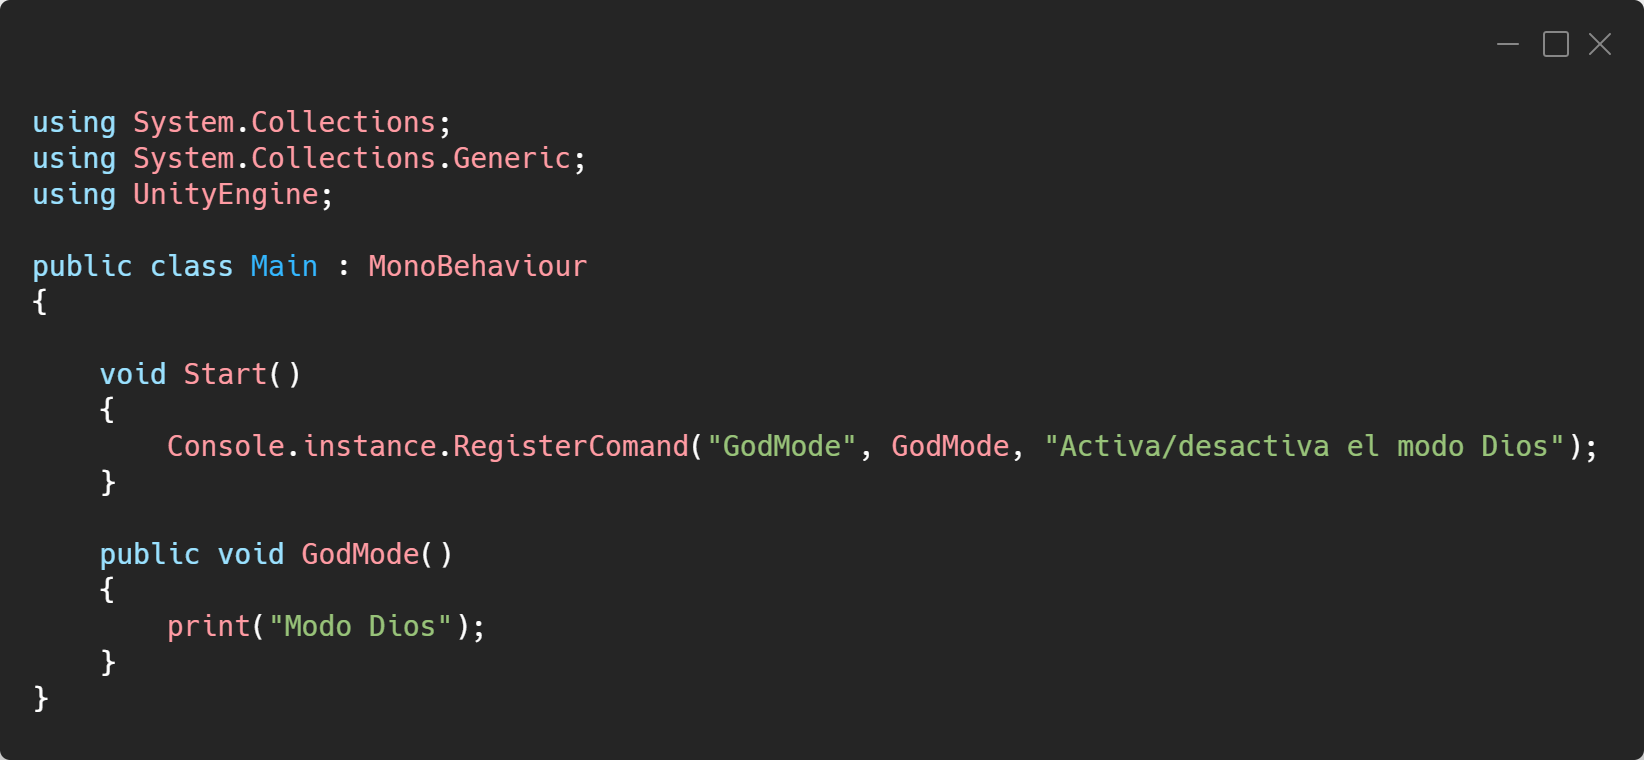 using System.Collections;
using System.Collections.Generic;
using UnityEngine;

public class Main : MonoBehaviour
{

    void Start()
    {
        Console.instance.RegisterComand("GodMode", GodMode, "Activa/desactiva el modo Dios");
    }

    public void GodMode()
    {
        print("Modo Dios");
    }
}